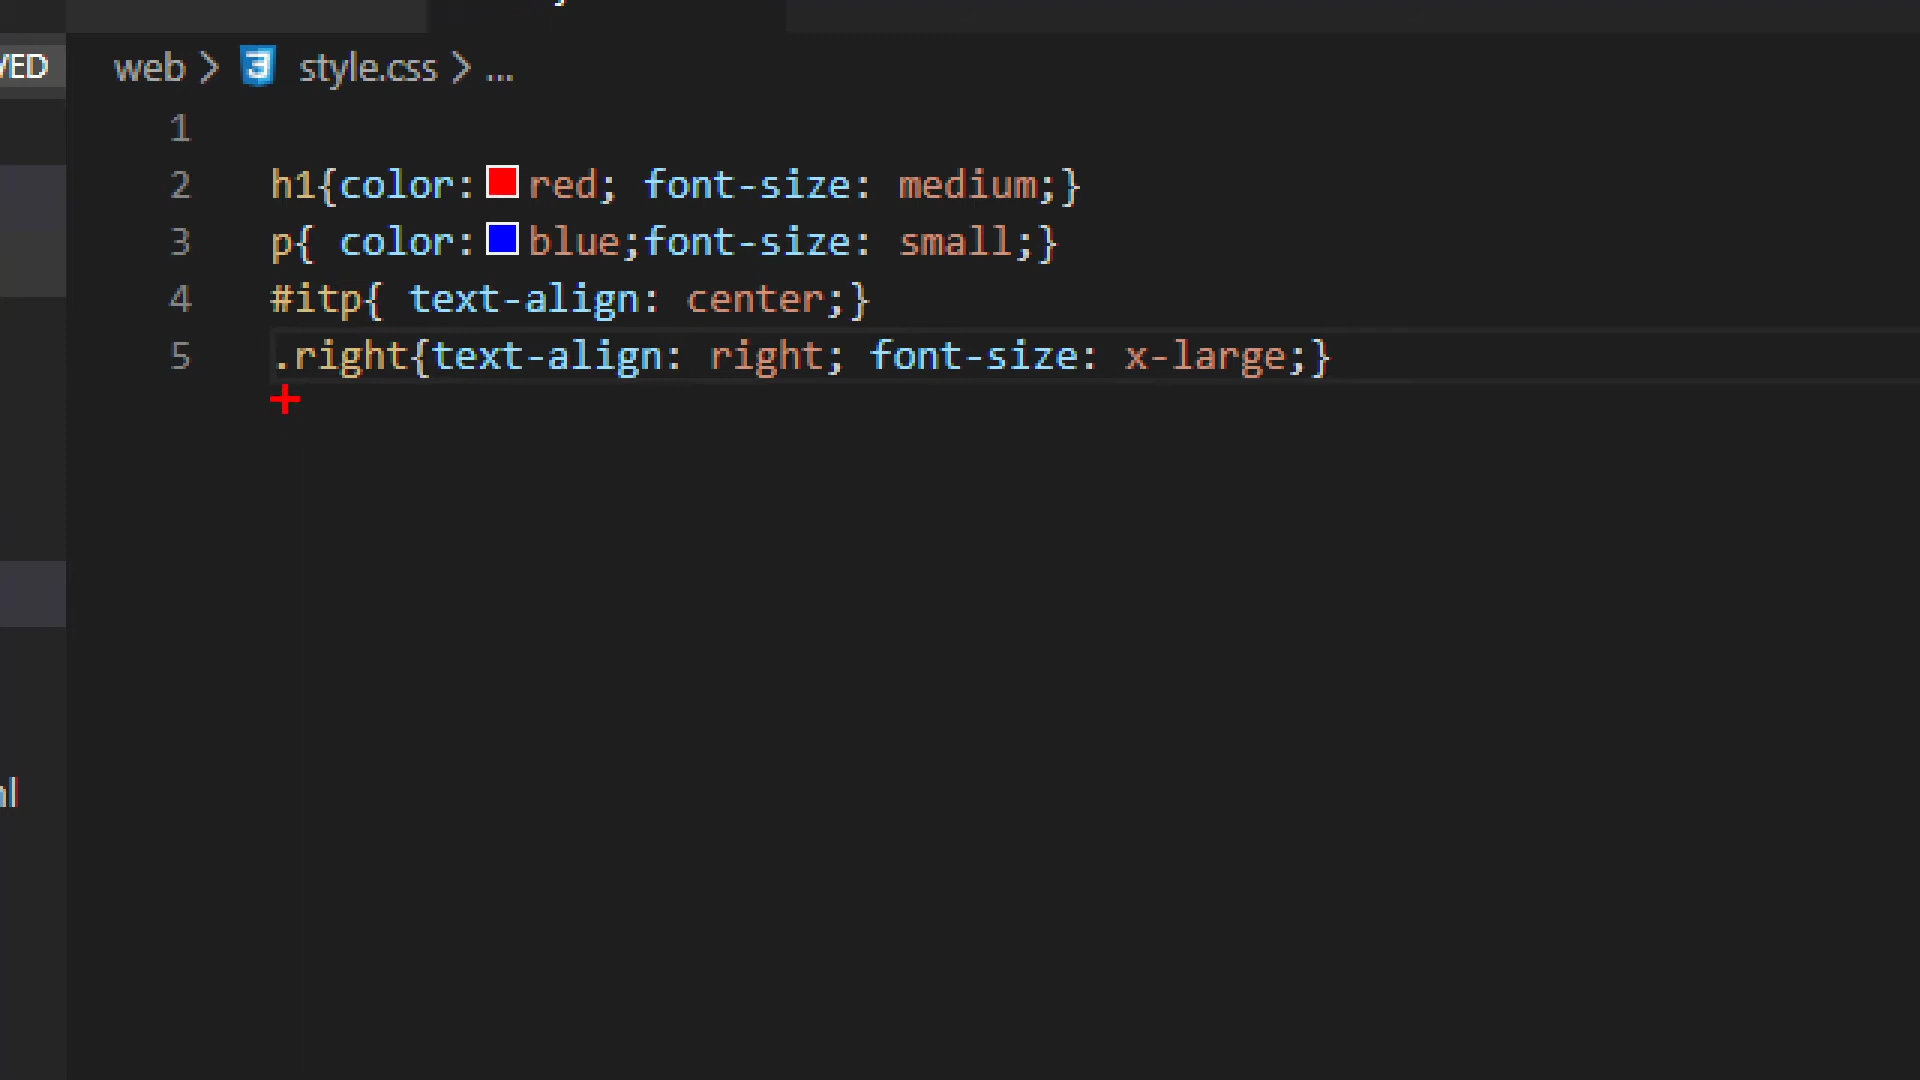 web > style.css > ...
1
2 h1{color: red; font-size: medium;}
3 p{ color: blue;font-size: small;}
4 #itp{ text-align: center;}
5 .right{text-align: right; font-size: x-large;}